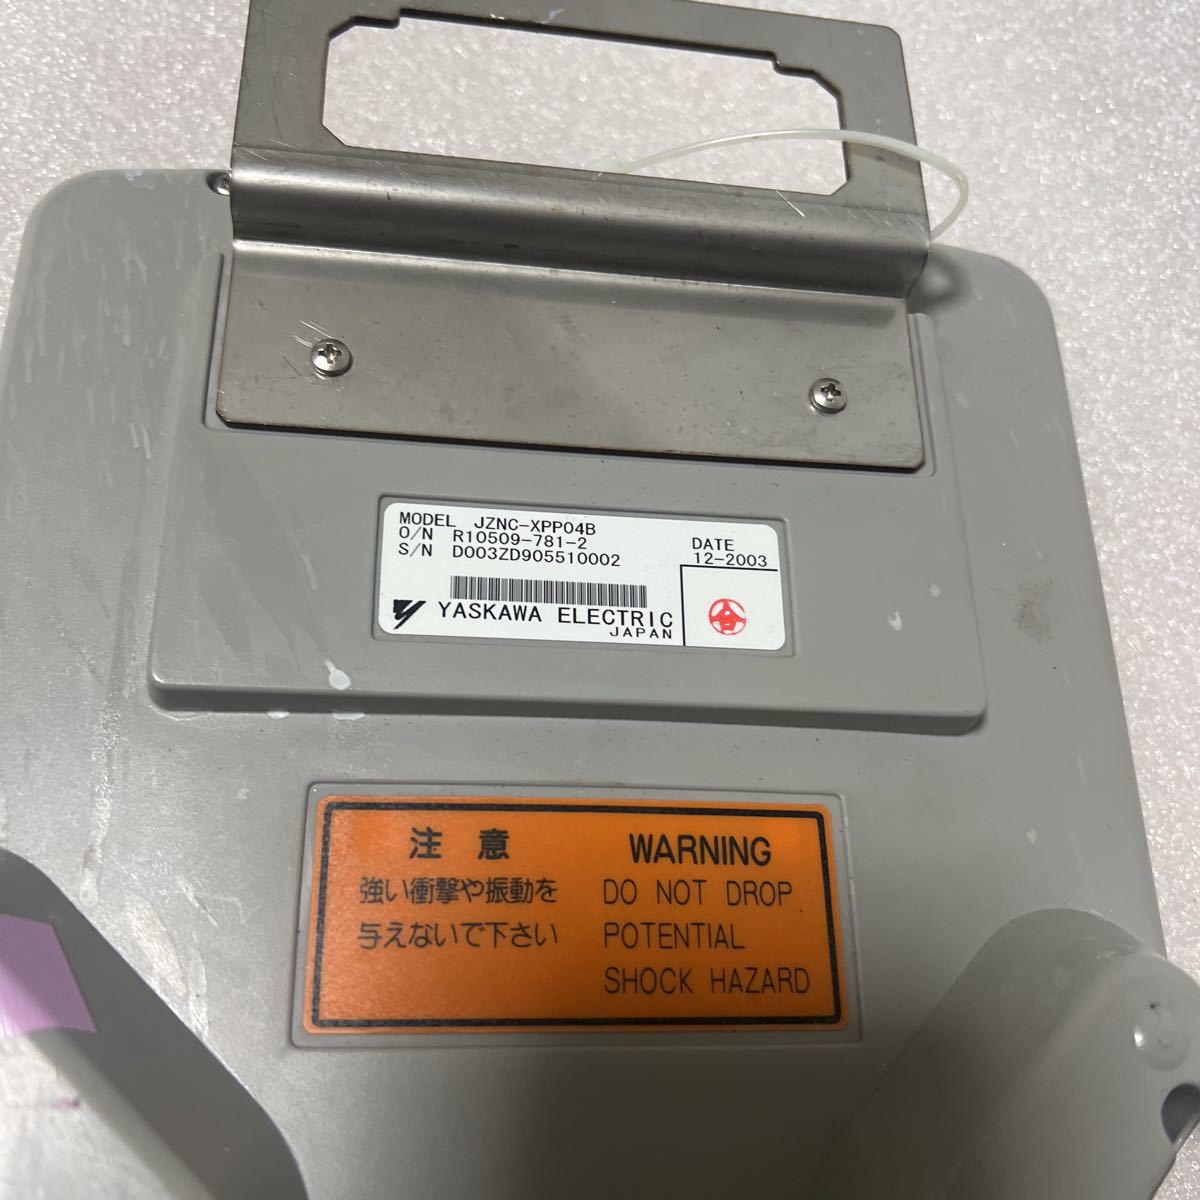 MODEL JZNC-XPP04B
O/N R10509-781-2
S/N D003ZD905510002
DATE
12-2003
YASKAWA ELECTRIC
JAPAN
注意
強い衝撃や振動を
与えないで下さい
WARNING
DO NOT DROP
POTENTIAL
SHOCK HAZARD